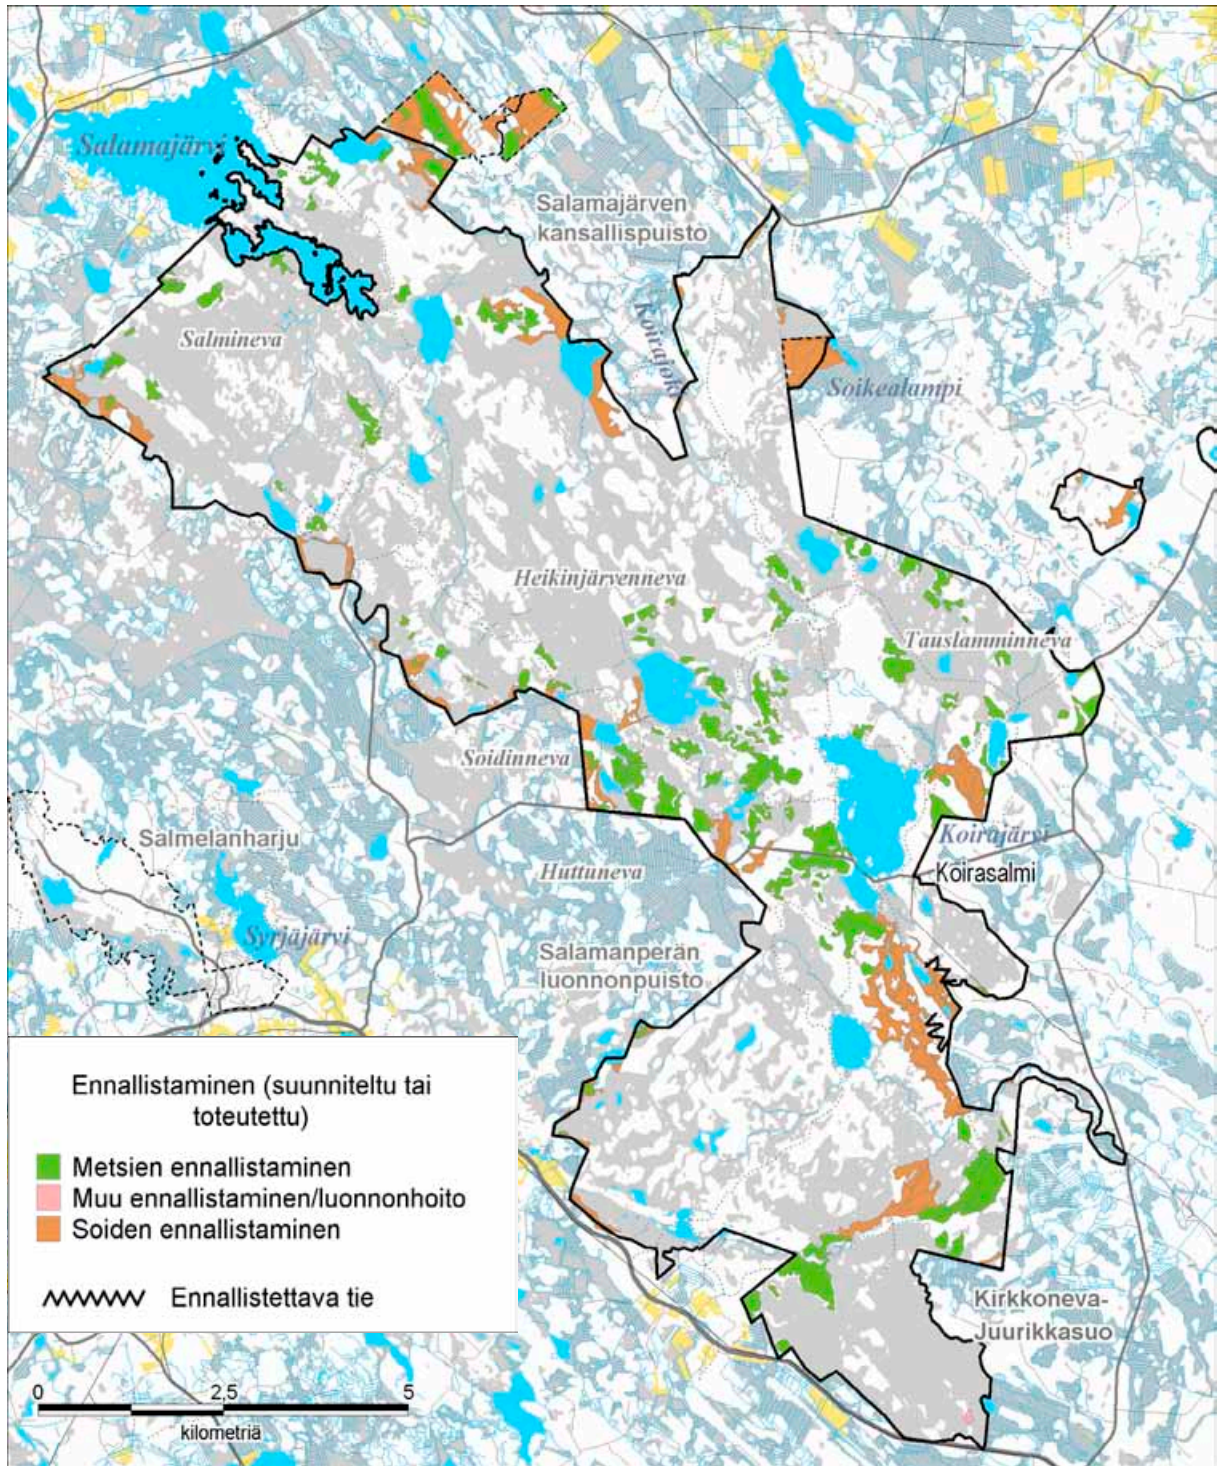 Salamajärvi
Salamajärven
kansallispuisto
Koirajoki
Salmineva
Soikealampi
Heikinjärvenneva
Tauslamminneva
Soidinneva
Salmelanharju
Koirajärvi
Huttuneva
Koirasalmi
Syrjäjärvi
Salamanperän
luonnonpuisto
Ennallistaminen (suunniteltu tai
toteutettu)
Metsien ennallistaminen
Muu ennallistaminen/luonnonhoito
Soiden ennallistaminen
Ennallistettava tie
Kirkkoneva-
Juurikkasuo
0 2,5 5
kilometriä